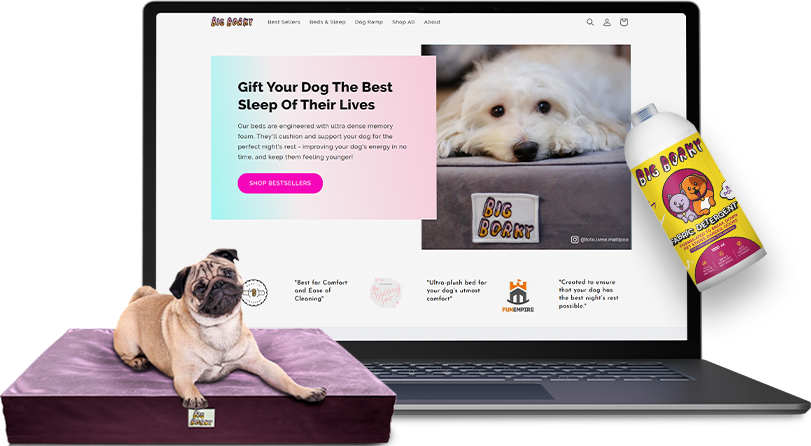 BIG BORKY
Best Sellers Beds & Sleep Dog Ramp Shop All About
Gift Your Dog The Best
Sleep Of Their Lives
Our beds are engineered with ultra dense memory
foam. They'll cushion and support your dog for the
perfect night's rest – improving your dog's energy in no
time, and keep them feeling younger!
SHOP BESTSELLERS
BIG
BORKY
@lotsusme.maltipoo
"Best for Comfort
and Ease of
Cleaning"
"Ultra-plush bed for
your dog's utmost
comfort"
FUNEMPIRE
"Created to ensure
that your dog has
the best night's rest
possible."
BIG BORKY
FABRIC DETERGENT
BIG
BORKY